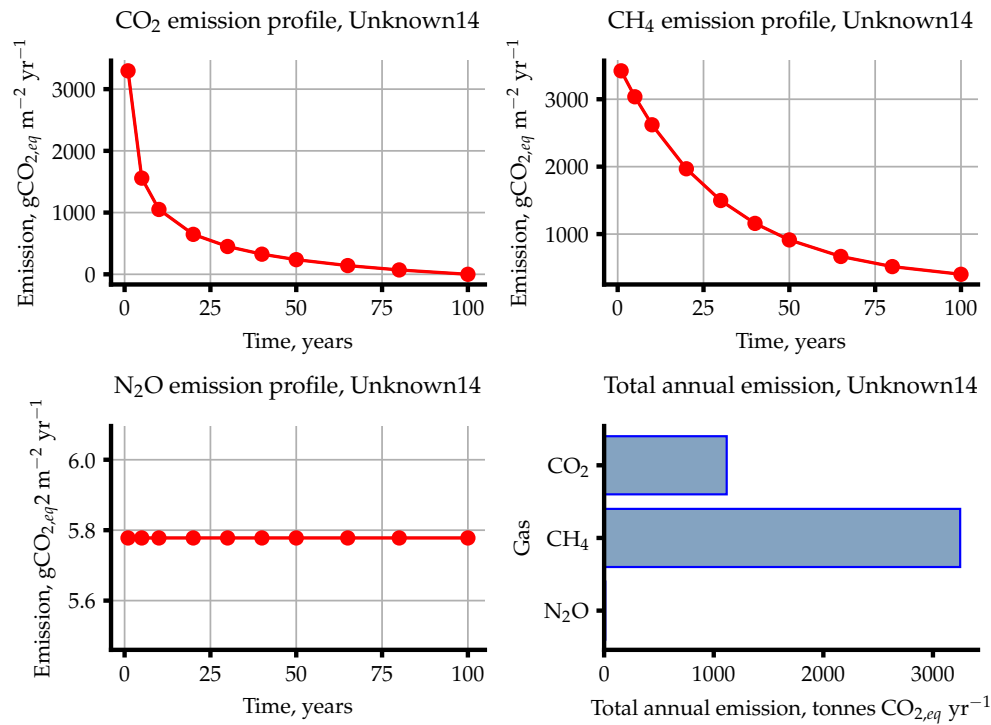 CO₂ emission profile, Unknown14
Emission, gCO₂,eq m⁻² yr⁻¹
3000
2000
1000
0
0 25 50 75 100
Time, years
CH₄ emission profile, Unknown14
Emission, gCO₂,eq m⁻² yr⁻¹
3000
2000
1000
0 25 50 75 100
Time, years
N₂O emission profile, Unknown14
Emission, gCO₂,eq2 m⁻² yr⁻¹
6.0
5.8
5.6
0 25 50 75 100
Time, years
Total annual emission, Unknown14
Gas
CO₂
CH₄
N₂O
0 1000 2000 3000
Total annual emission, tonnes CO₂,eq yr⁻¹